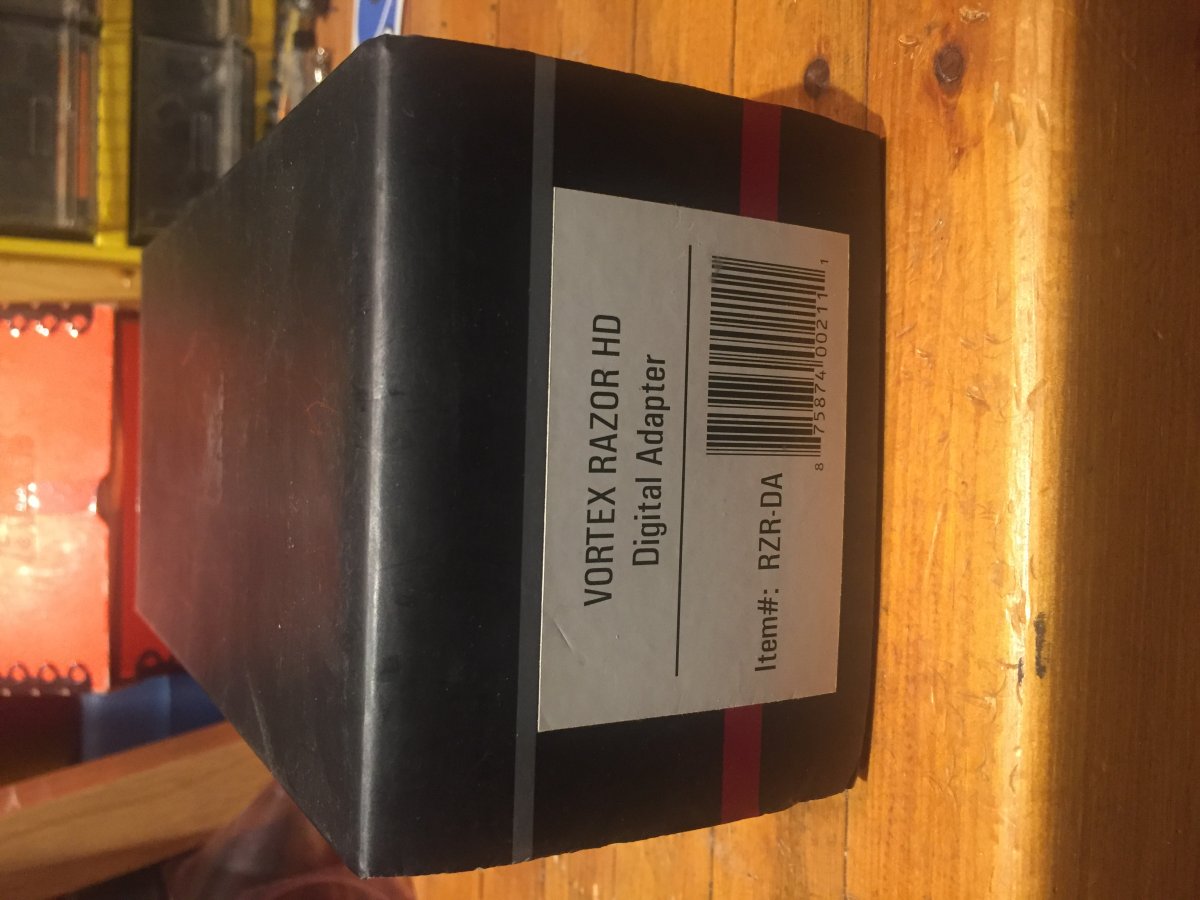 VORTEX RAZOR HD
Digital Adapter
Item#: RZR-DA
8 75874 00211 1